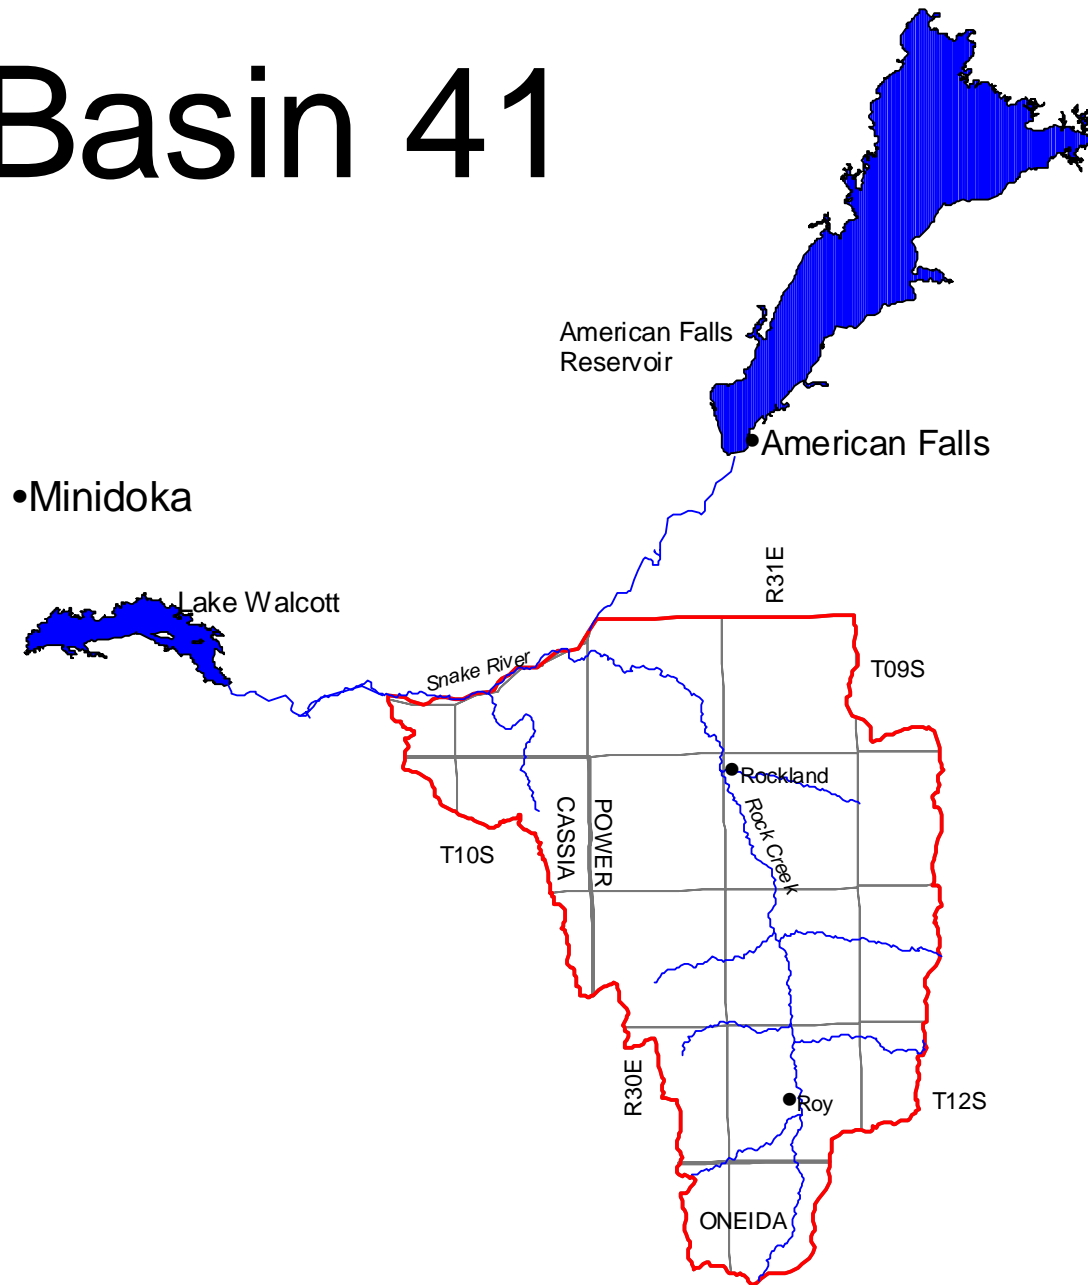 Basin 41
American Falls
Reservoir
American Falls
Minidoka
R31E
Lake Walcott
Snake River
T09S
Rockland
CASSIA
POWER
Rock Creek
T10S
R30E
Roy
T12S
ONEIDA